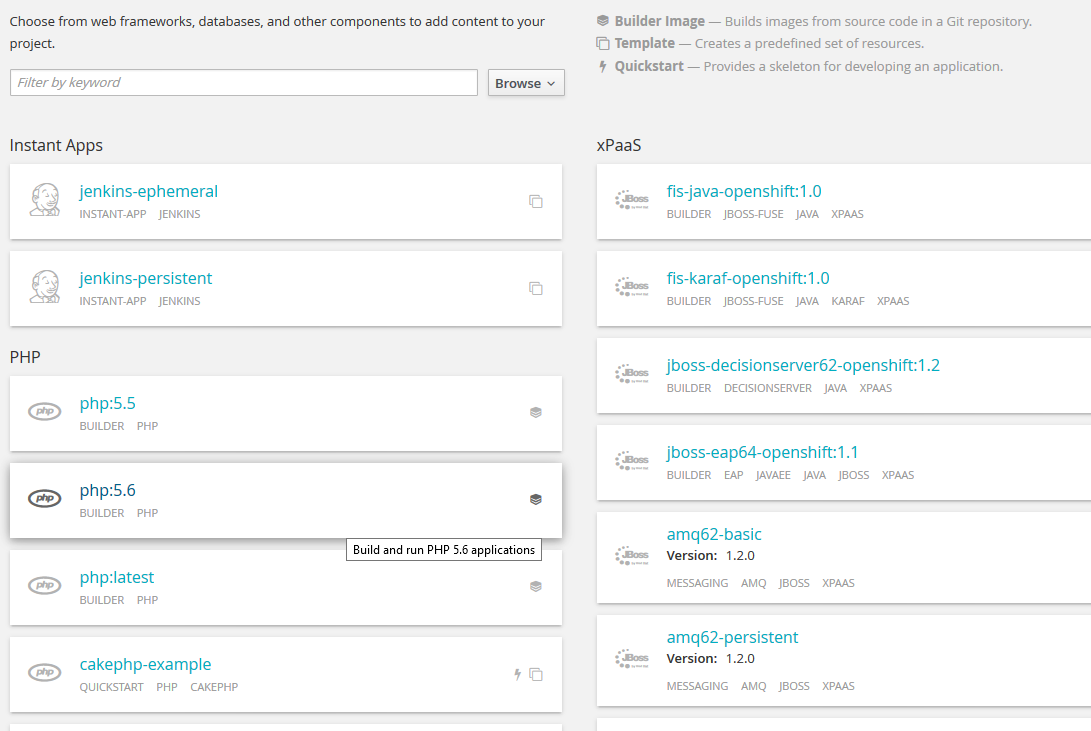 Choose from web frameworks, databases, and other components to add content to your
project.
Filter by keyword
Browse
Builder Image — Builds images from source code in a Git repository.
Template — Creates a predefined set of resources.
Quickstart — Provides a skeleton for developing an application.
Instant Apps
jenkins-ephemeral
INSTANT-APP JENKINS
jenkins-persistent
INSTANT-APP JENKINS
PHP
php
php:5.5
BUILDER PHP
php
php:5.6
BUILDER PHP
Build and run PHP 5.6 applications
php
php:latest
BUILDER PHP
php
cakephp-example
QUICKSTART PHP CAKEPHP
xPaaS
JBoss
fis-java-openshift:1.0
BUILDER JBOSS-FUSE JAVA XPAAS
JBoss
fis-karaf-openshift:1.0
BUILDER JBOSS-FUSE JAVA KARAF XPAAS
JBoss
jboss-decisionserver62-openshift:1.2
BUILDER DECISIONSERVER JAVA XPAAS
JBoss
jboss-eap64-openshift:1.1
BUILDER EAP JAVAEE JAVA JBOSS XPAAS
JBoss
amq62-basic
Version: 1.2.0
MESSAGING AMQ JBOSS XPAAS
JBoss
amq62-persistent
Version: 1.2.0
MESSAGING AMQ JBOSS XPAAS